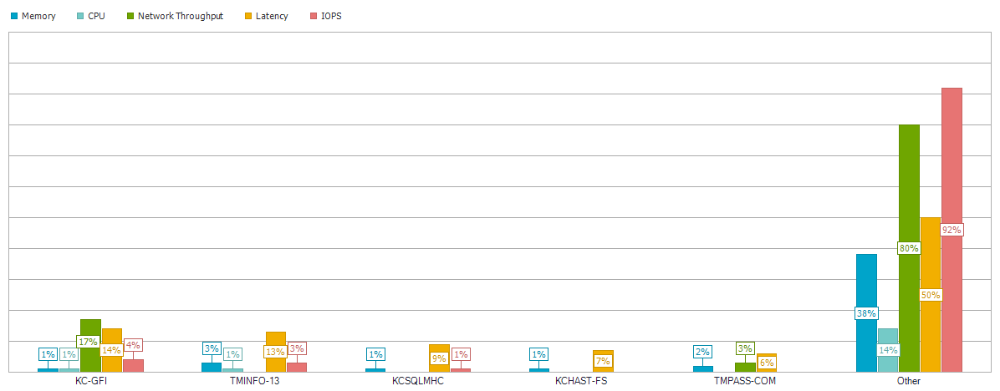 Memory CPU Network Throughput Latency IOPS
1% 1% 17% 14% 4% 3% 1% 13% 3% 1% 9% 1% 1% 7% 2% 3% 6% 38% 14% 80% 50% 92%
KC-GFI TMINFO-13 KCSQLMHC KCHAST-FS TMPASS-COM Other